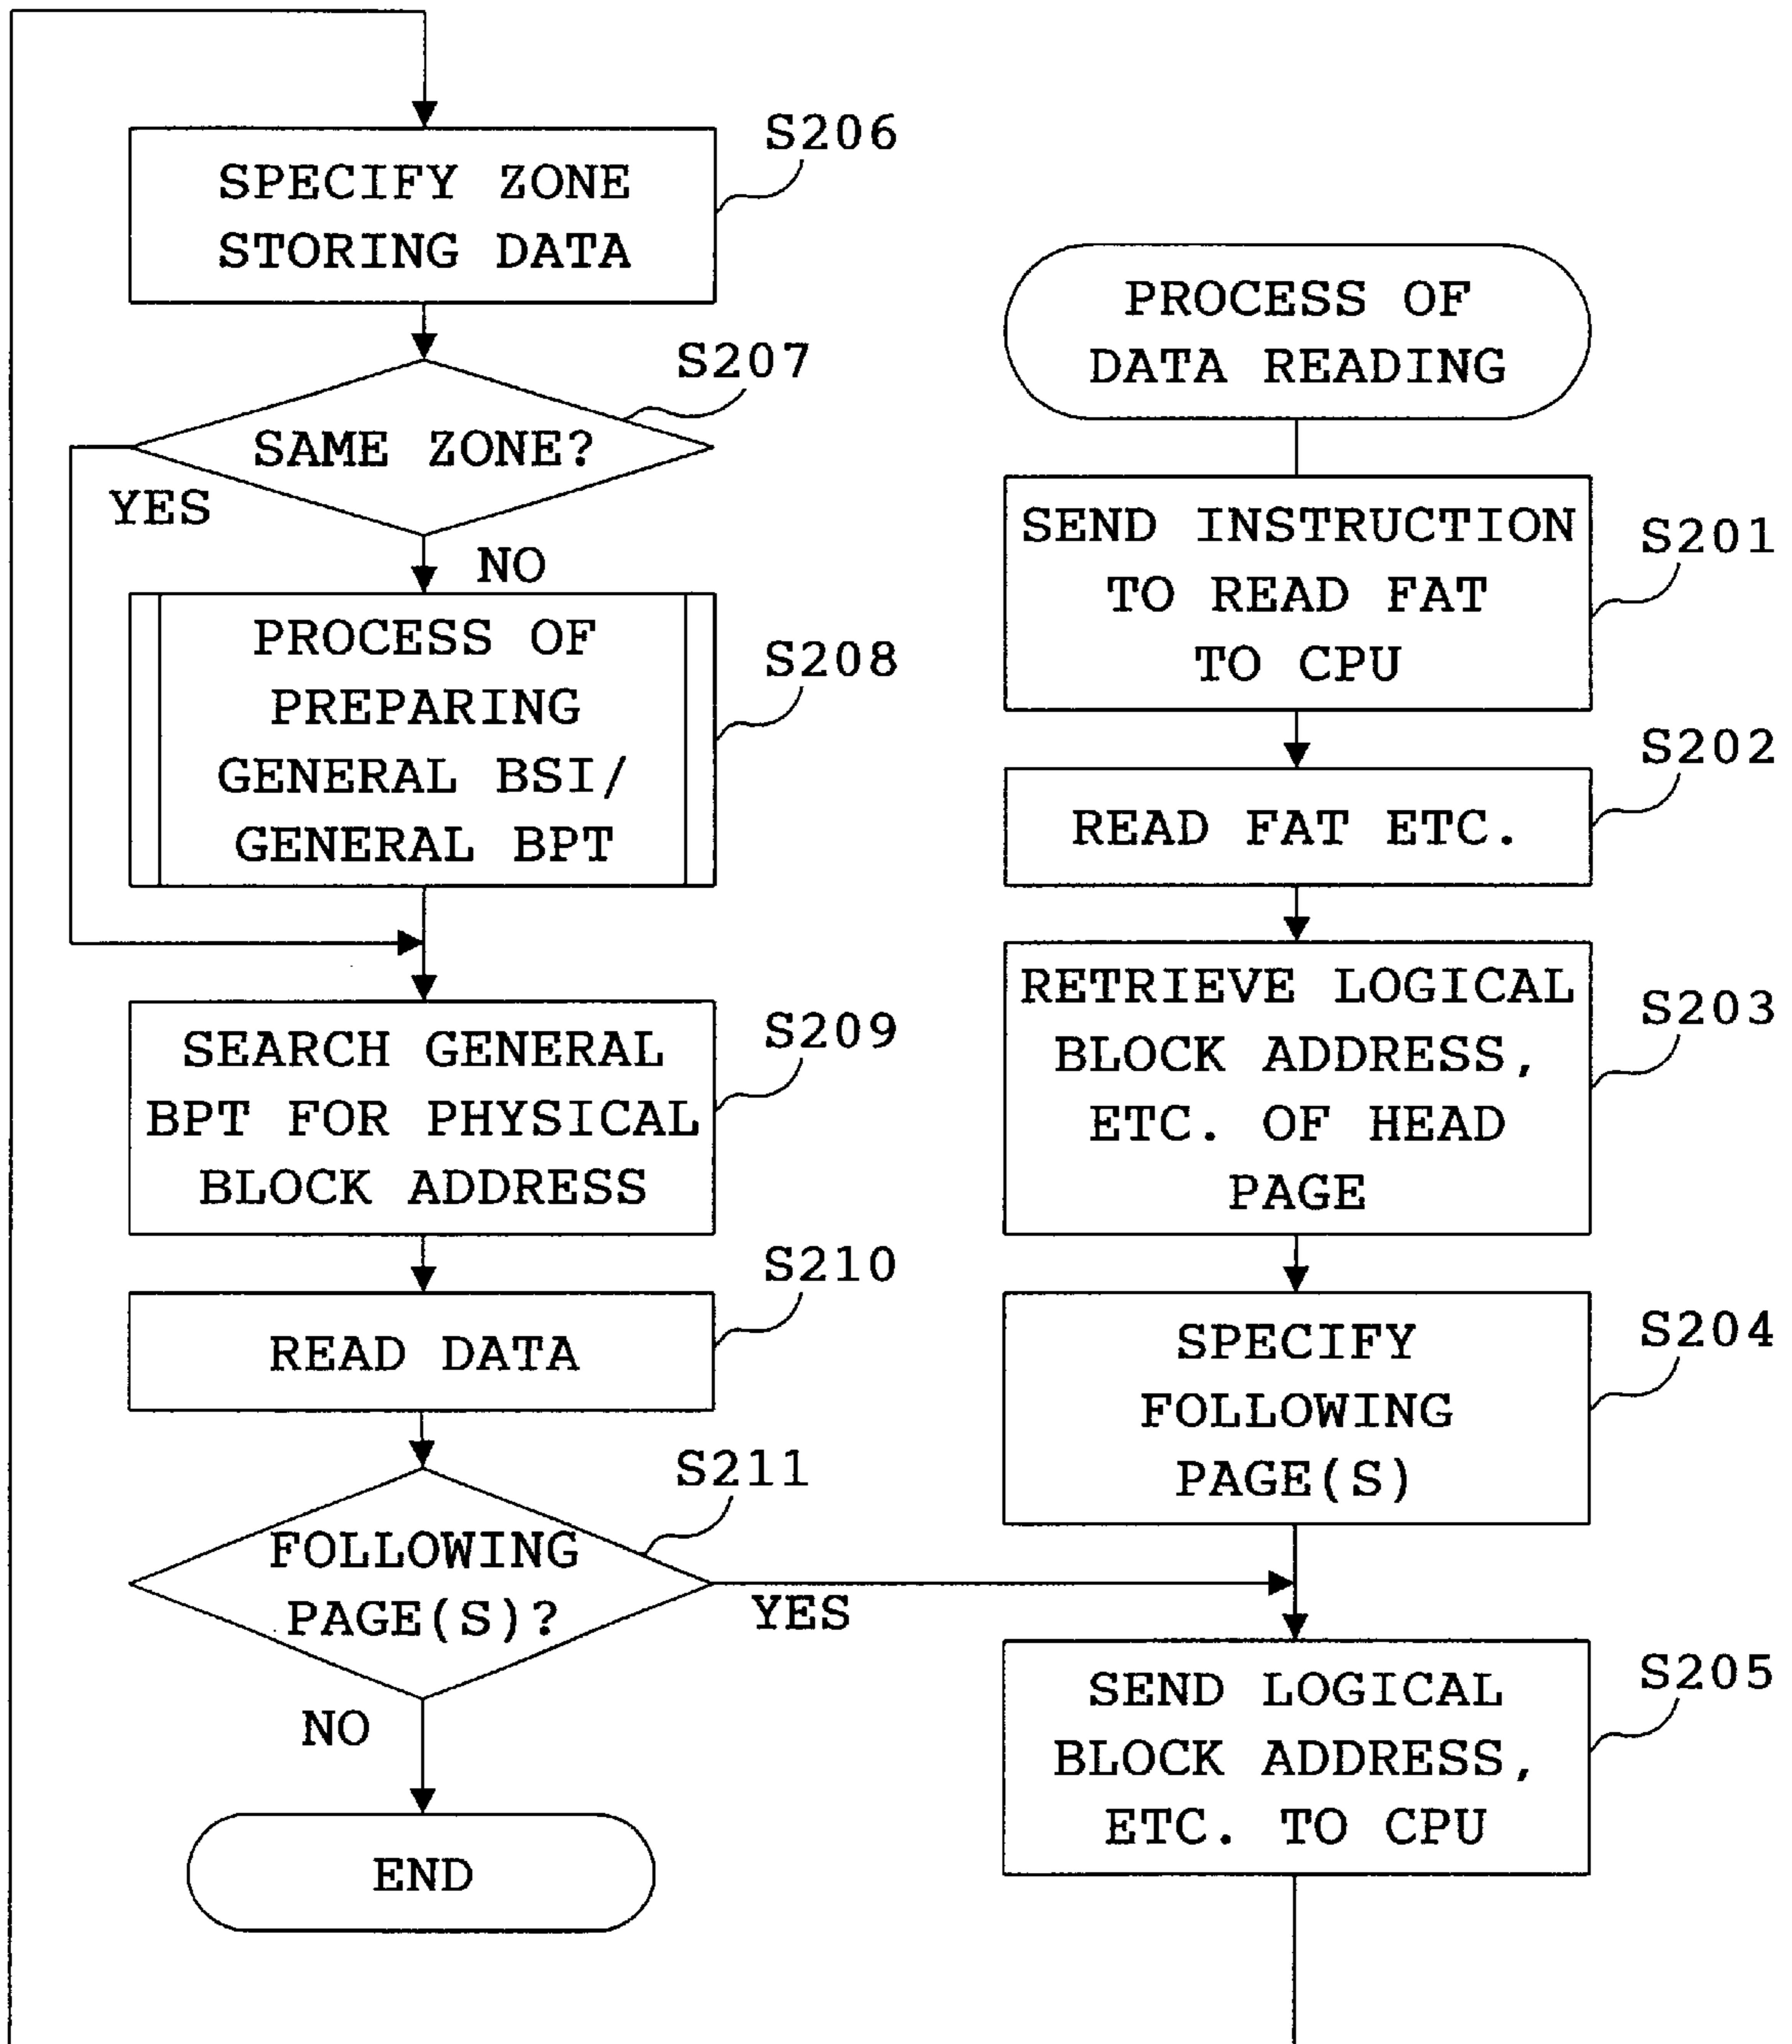 S206
SPECIFY ZONE
STORING DATA
S207
SAME ZONE?
YES
NO
PROCESS OF
PREPARING
GENERAL BSI/
GENERAL BPT
S208
SEARCH GENERAL
BPT FOR PHYSICAL
BLOCK ADDRESS
S209
READ DATA
S210
FOLLOWING
PAGE(S)?
S211
YES
NO
END
PROCESS OF
DATA READING
SEND INSTRUCTION
TO READ FAT
TO CPU
S201
READ FAT ETC.
S202
RETRIEVE LOGICAL
BLOCK ADDRESS,
ETC. OF HEAD
PAGE
S203
SPECIFY
FOLLOWING
PAGE(S)
S204
SEND LOGICAL
BLOCK ADDRESS,
ETC. TO CPU
S205